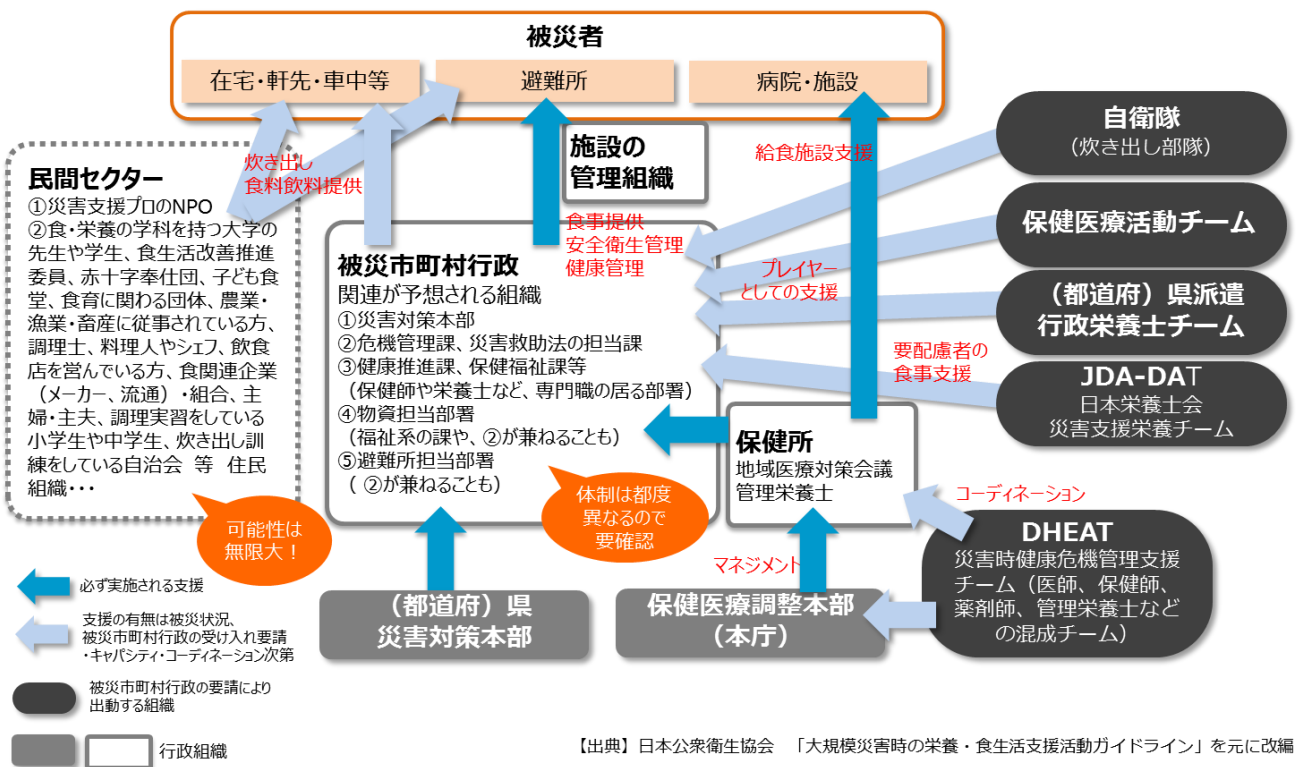 被災者
在宅・軒先・車中等
避難所
病院・施設
施設の
管理組織
民間セクター
①災害支援プロのNPO
②食・栄養の学科を持つ大学の
先生や学生、食生活改善推進
委員、赤十字奉仕団、子ども食
堂、食育に関わる団体、農業・
漁業・畜産に従事されている方、
調理士、料理人やシェフ、飲食
店を営んでいる方、食関連企業
（メーカー、流通）・組合、主
婦・主夫、調理実習をしている
小学生や中学生、炊き出し訓
練をしている自治会 等 住民
組織・・・
可能性は
無限大！
炊き出し
食料飲料提供
食事提供
安全衛生管理
健康管理
給食施設支援
被災市町村行政
関連が予想される組織
①災害対策本部
②危機管理課、災害救助法の担当課
③健康推進課、保健福祉課等
（保健師や栄養士など、専門職の居る部署）
④物資担当部署
（福祉系の課や、②が兼ねることも）
⑤避難所担当部署
（ ②が兼ねることも）
体制は都度
異なるので
要確認
プレイヤー
としての支援
要配慮者の
食事支援
自衛隊
（炊き出し部隊）
保健医療活動チーム
（都道府）県派遣
行政栄養士チーム
JDA-DAT
日本栄養士会
災害支援栄養チーム
保健所
地域医療対策会議
管理栄養士
コーディネーション
マネジメント
DHEAT
災害時健康危機管理支援
チーム（医師、保健師、
薬剤師、管理栄養士などの
混成チーム）
（都道府）県
災害対策本部
保健医療調整本部
（本庁）
必ず実施される支援
支援の有無は被災状況、
被災市町村行政の受け入れ要請
・キャパシティ・コーディネーション次第
被災市町村行政の要請により
出動する組織
行政組織
【出典】日本公衆衛生協会 「大規模災害時の栄養・食生活支援活動ガイドライン」を元に改編